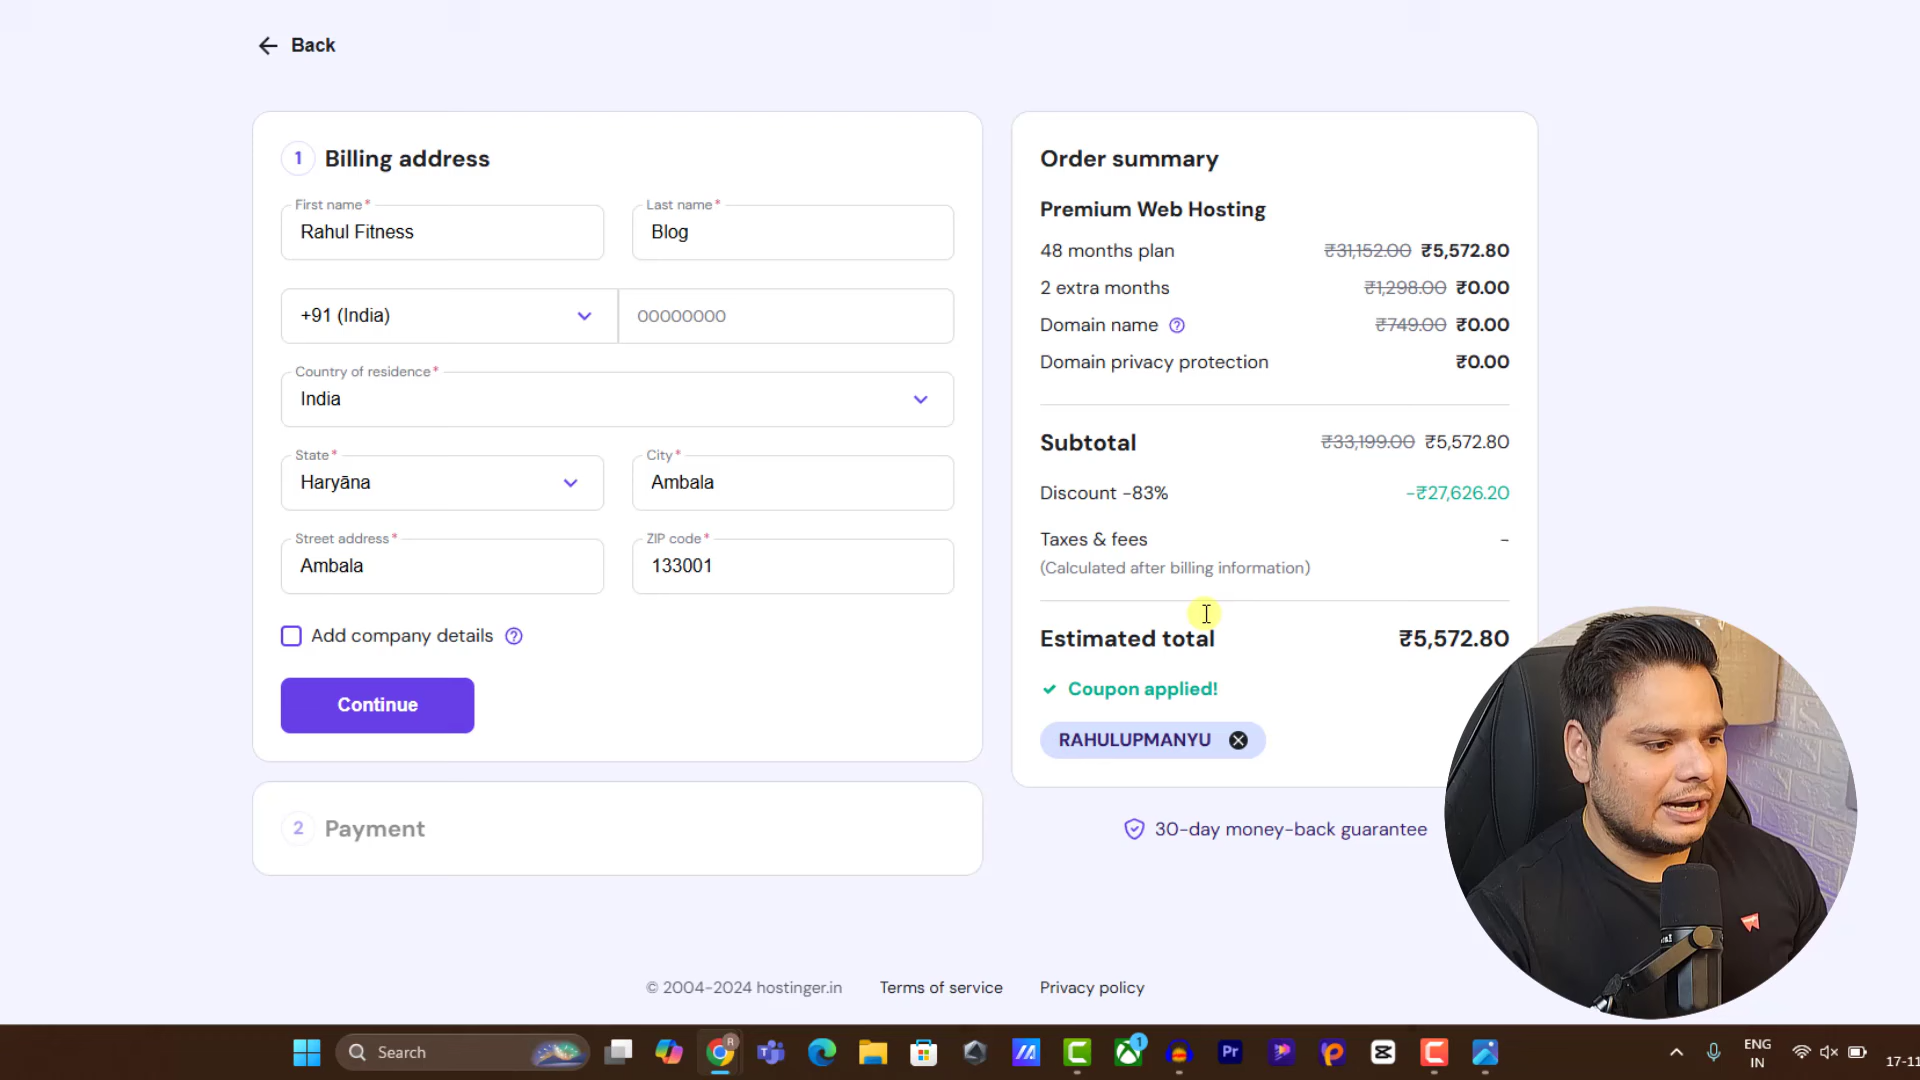 Back
1 Billing address
First name*
Rahul Fitness
Last name*
Blog
+91 (India)
00000000
Country of residence*
India
State*
Haryāna
City*
Ambala
Street address*
Ambala
ZIP code*
133001
Add company details ?
Continue
2 Payment
Order summary
Premium Web Hosting
48 months plan ₹31,152.00 ₹5,572.80
2 extra months ₹1,298.00 ₹0.00
Domain name ? ₹749.00 ₹0.00
Domain privacy protection ₹0.00
Subtotal ₹33,199.00 ₹5,572.80
Discount -83% -₹27,626.20
Taxes & fees -
(Calculated after billing information)
Estimated total ₹5,572.80
Coupon applied!
RAHULUPMANYU
30-day money-back guarantee
© 2004-2024 hostinger.in Terms of service Privacy policy
Search
R
1
Pr
ENG
IN
17-11